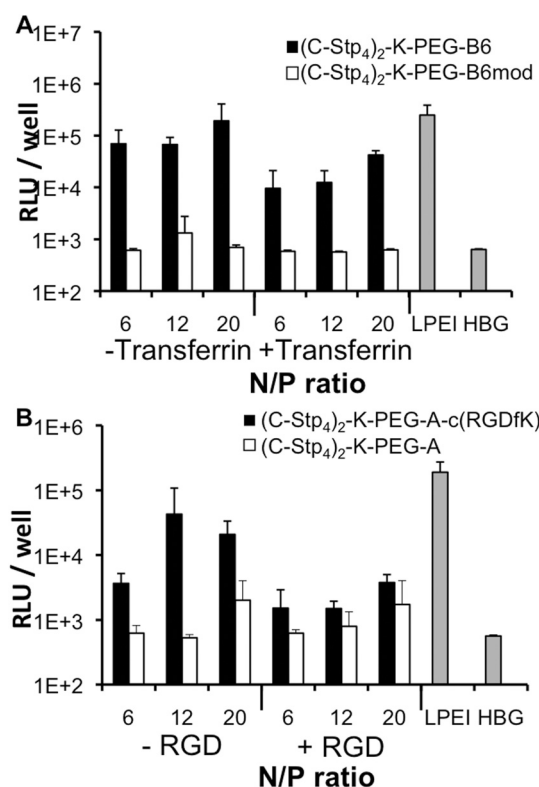 A
1E+7
(C-Stp4)2-K-PEG-B6
(C-Stp4)2-K-PEG-B6mod
1E+6
1E+5
1E+4
1E+3
1E+2
RLU / well
6 12 20 6 12 20 LPEI HBG
-Transferrin +Transferrin
N/P ratio
B
(C-Stp4)2-K-PEG-A-c(RGDfK)
(C-Stp4)2-K-PEG-A
1E+6
1E+5
1E+4
1E+3
1E+2
RLU / well
6 12 20 6 12 20 LPEI HBG
- RGD + RGD
N/P ratio